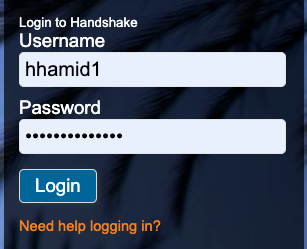 Login to Handshake
Username
hhamid1
Password
••••••••••••••
Login
Need help logging in?